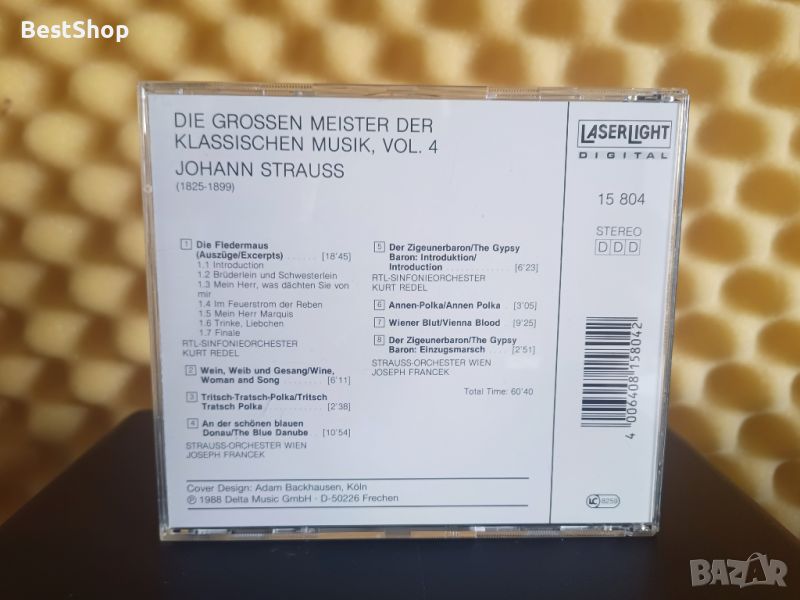 BestShop
DIE GROSSEN MEISTER DER
KLASSISCHEN MUSIK, VOL. 4
JOHANN STRAUSS
(1825-1899)
1 Die Fledermaus
(Auszüge/Excerpts) ...... [18'45]
1.1 Introduction
1.2 Brüderlein und Schwesterlein
1.3 Mein Herr, was dächten Sie von
mir
1.4 Im Feuerstrom der Reben
1.5 Mein Herr Marquis
1.6 Trinke, Liebchen
1.7 Finale
RTL-SINFONIEORCHESTER
KURT REDEL
2 Wein, Weib und Gesang/Wine,
Woman and Song ........ [6'11]
3 Tritsch-Tratsch-Polka/Tritsch
Tratsch Polka ........... [2'38]
4 An der schönen blauen
Donau/The Blue Danube .. [10'54]
STRAUSS-ORCHESTER WIEN
JOSEPH FRANCEK
5 Der Zigeunerbaron/The Gypsy
Baron: Introduktion/
Introduction ............. [6'23]
RTL-SINFONIEORCHESTER
KURT REDEL
6 Annen-Polka/Annen Polka . [3'05]
7 Wiener Blut/Vienna Blood . [9'25]
8 Der Zigeunerbaron/The Gypsy
Baron: Einzugsmarsch .... [2'51]
STRAUSS-ORCHESTER WIEN
JOSEPH FRANCEK
Total Time: 60'40
Cover Design: Adam Backhausen, Köln
℗ 1988 Delta Music GmbH · D-50226 Frechen
LASERLIGHT
DIGITAL
15 804
STEREO
DDD
4 006408 158042
LC 8259
BAZAR